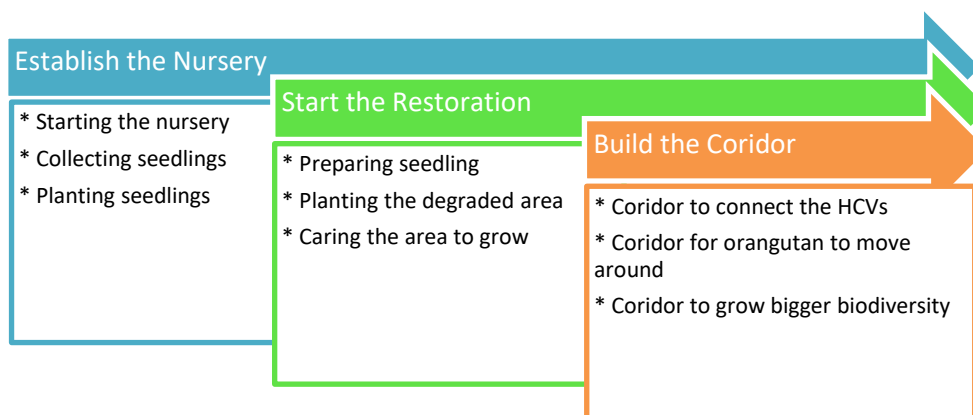 Establish the Nursery
* Starting the nursery
* Collecting seedlings
* Planting seedlings
Start the Restoration
* Preparing seedling
* Planting the degraded area
* Caring the area to grow
Build the Coridor
* Coridor to connect the HCVs
* Coridor for orangutan to move
around
* Coridor to grow bigger biodiversity